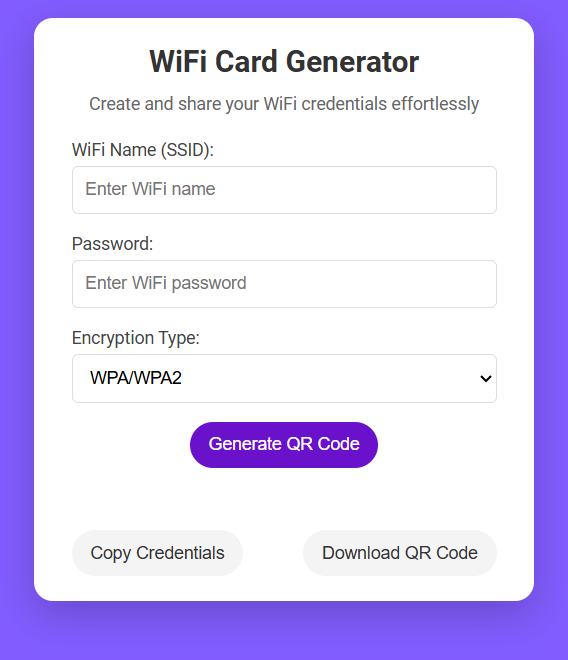 WiFi Card Generator
Create and share your WiFi credentials effortlessly
WiFi Name (SSID):
Enter WiFi name
Password:
Enter WiFi password
Encryption Type:
WPA/WPA2
Generate QR Code
Copy Credentials
Download QR Code